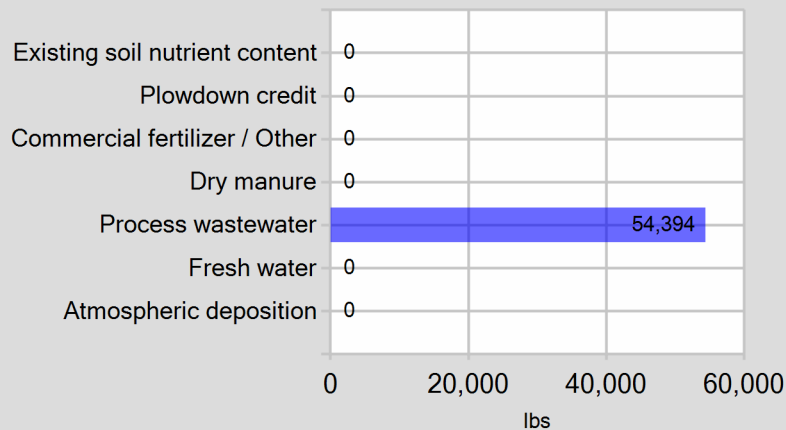 Existing soil nutrient content 0
Plowdown credit 0
Commercial fertilizer / Other 0
Dry manure 0
Process wastewater 54,394
Fresh water 0
Atmospheric deposition 0
0 20,000 40,000 60,000
lbs